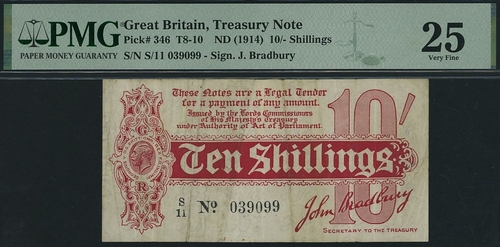 PMG
PAPER MONEY GUARANTY
Great Britain, Treasury Note
Pick# 346 T8-10 ND (1914) 10/- Shillings
S/N S/11 039099 - Sign. J. Bradbury
25
Very Fine
These Notes are a Legal Tender
for a payment of any amount.
Issued by the Lords Commissioners
of His Majesty's Treasury
under Authority of Act of Parliament.
10/
G
R
Ten Shillings
S/11 No 039099
John Bradbury
10
SECRETARY TO THE TREASURY